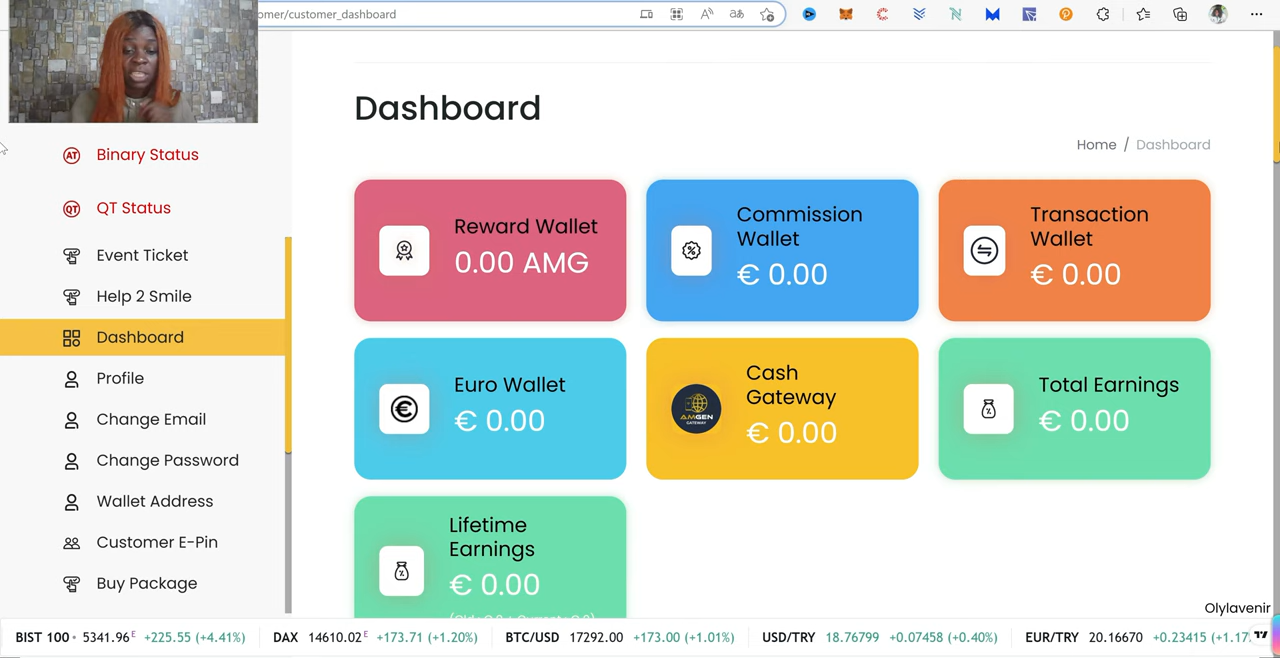 omer/customer_dashboard
Dashboard
Home / Dashboard
AT Binary Status
QT QT Status
Event Ticket
Help 2 Smile
Dashboard
Profile
Change Email
Change Password
Wallet Address
Customer E-Pin
Buy Package
Reward Wallet
0.00 AMG
Commission
Wallet
€ 0.00
Transaction
Wallet
€ 0.00
Euro Wallet
€ 0.00
AMGEN
GATEWAY
Cash
Gateway
€ 0.00
Total Earnings
€ 0.00
Lifetime
Earnings
€ 0.00
Olylavenir
BIST 100 • 5341.96 E +225.55 (+4.41%) DAX 14610.02 E +173.71 (+1.20%) BTC/USD 17292.00 +173.00 (+1.01%) USD/TRY 18.76799 +0.07458 (+0.40%) EUR/TRY 20.16670 +0.23415 (+1.17